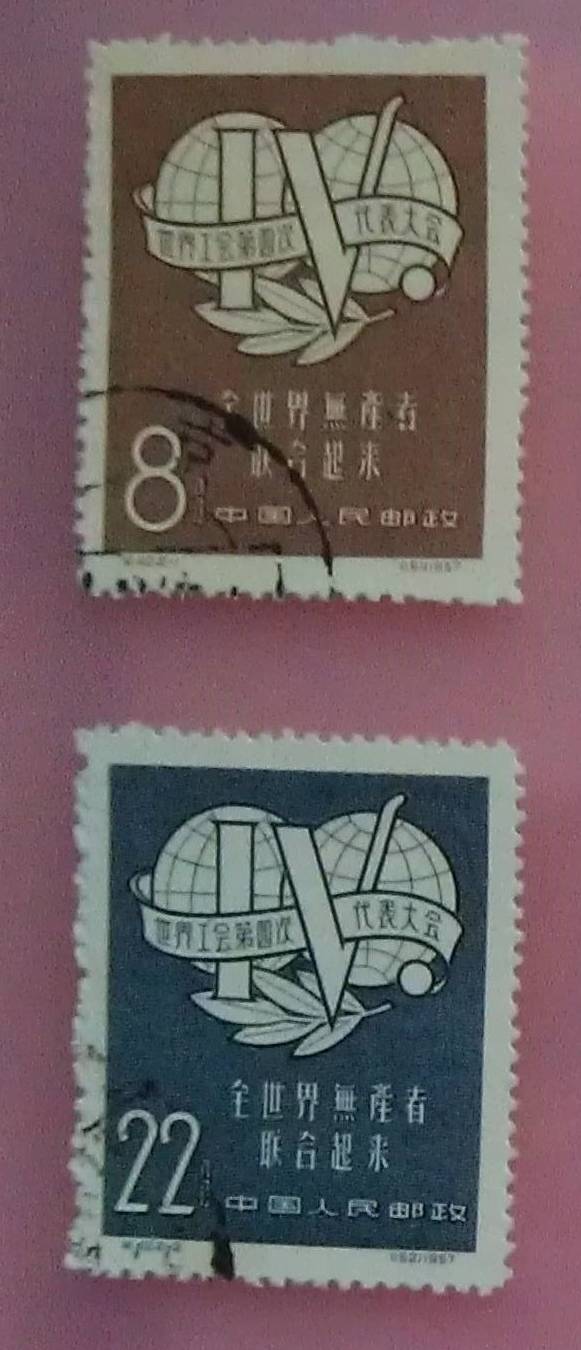 IV.
世界工会第四次
代表大会
全世界無產者
联合起来
8
中国人民邮政
IV.
世界工会第四次
代表大会
全世界無產者
联合起来
22
中国人民邮政